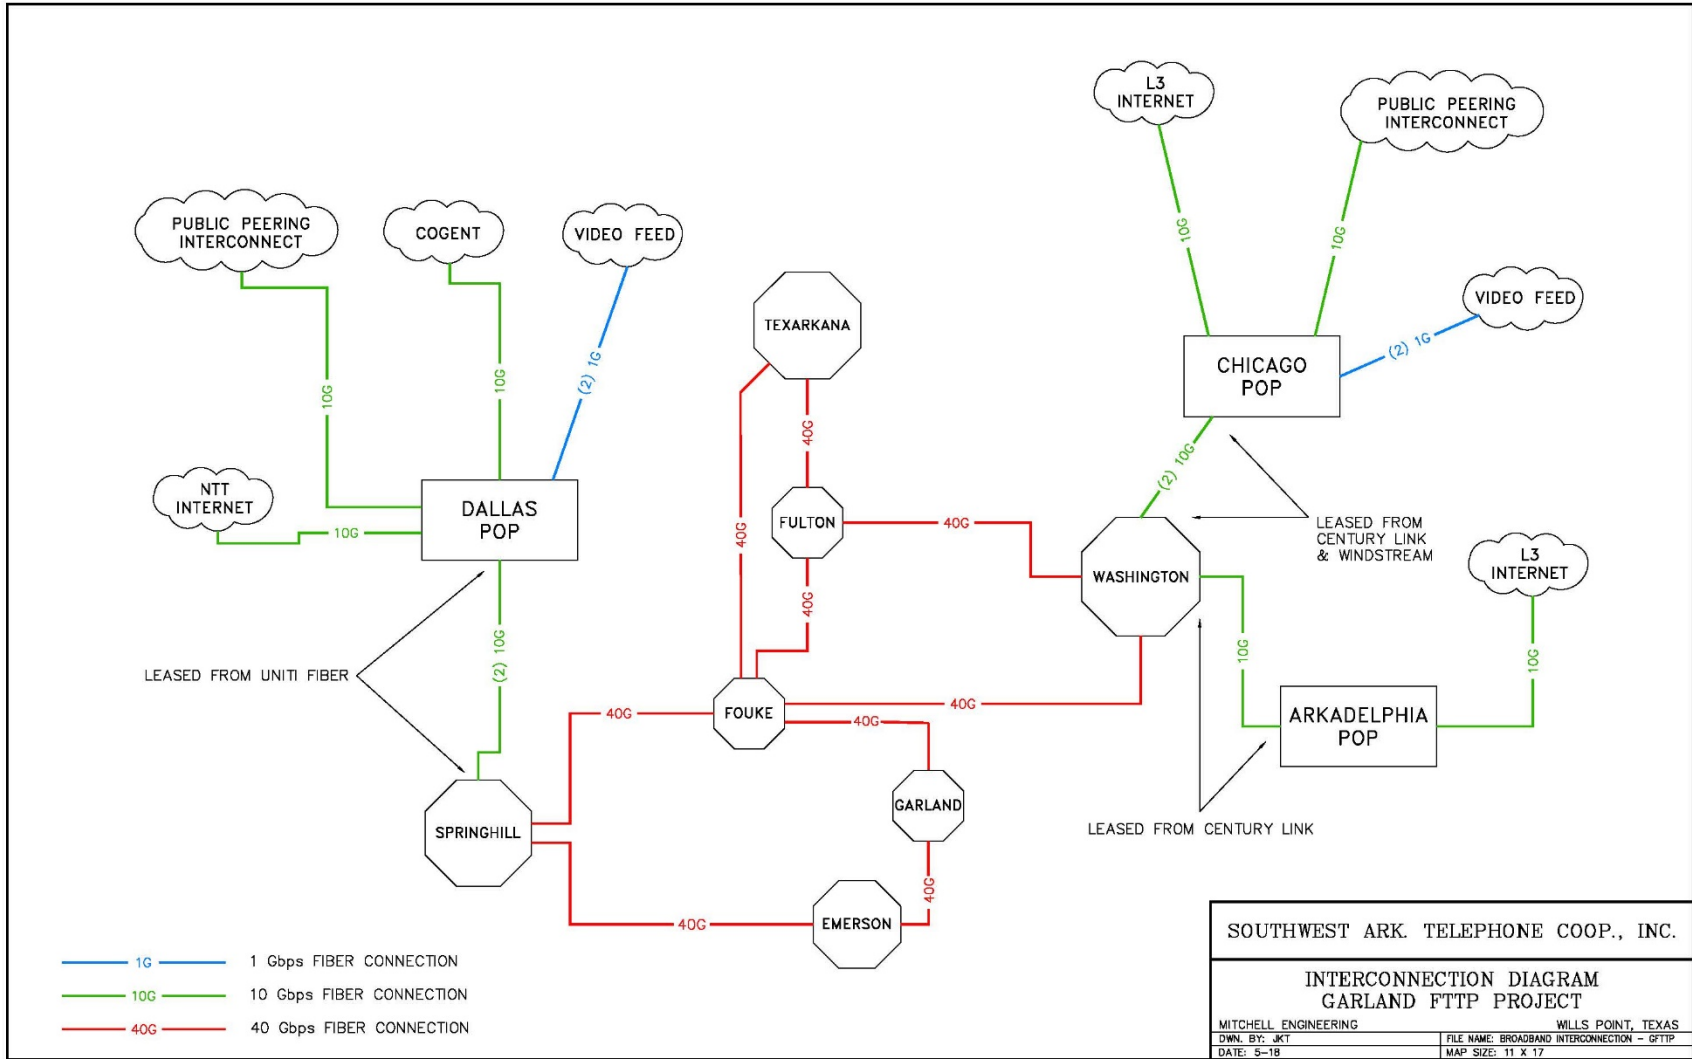 L3
INTERNET
PUBLIC PEERING
INTERCONNECT
PUBLIC PEERING
INTERCONNECT
COGENT
VIDEO FEED
10G
10G
VIDEO FEED
TEXARKANA
(2) 1G
CHICAGO
POP
10G
10G
(2) 1G
40G
(2) 10G
NTT
INTERNET
10G
DALLAS
POP
40G
FULTON
40G
LEASED FROM
CENTURY LINK
& WINDSTREAM
L3
INTERNET
WASHINGTON
40G
(2) 10G
10G
10G
LEASED FROM UNITI FIBER
40G
FOUKE
40G
40G
ARKADELPHIA
POP
GARLAND
SPRINGHILL
LEASED FROM CENTURY LINK
40G
40G
EMERSON
1G 1 Gbps FIBER CONNECTION
10G 10 Gbps FIBER CONNECTION
40G 40 Gbps FIBER CONNECTION
SOUTHWEST ARK. TELEPHONE COOP., INC.
INTERCONNECTION DIAGRAM
GARLAND FTTP PROJECT
MITCHELL ENGINEERING WILLS POINT, TEXAS
DWN. BY: JKT FILE NAME: BROADBAND INTERCONNECTION - GFTTP
DATE: 5-18 MAP SIZE: 11 X 17